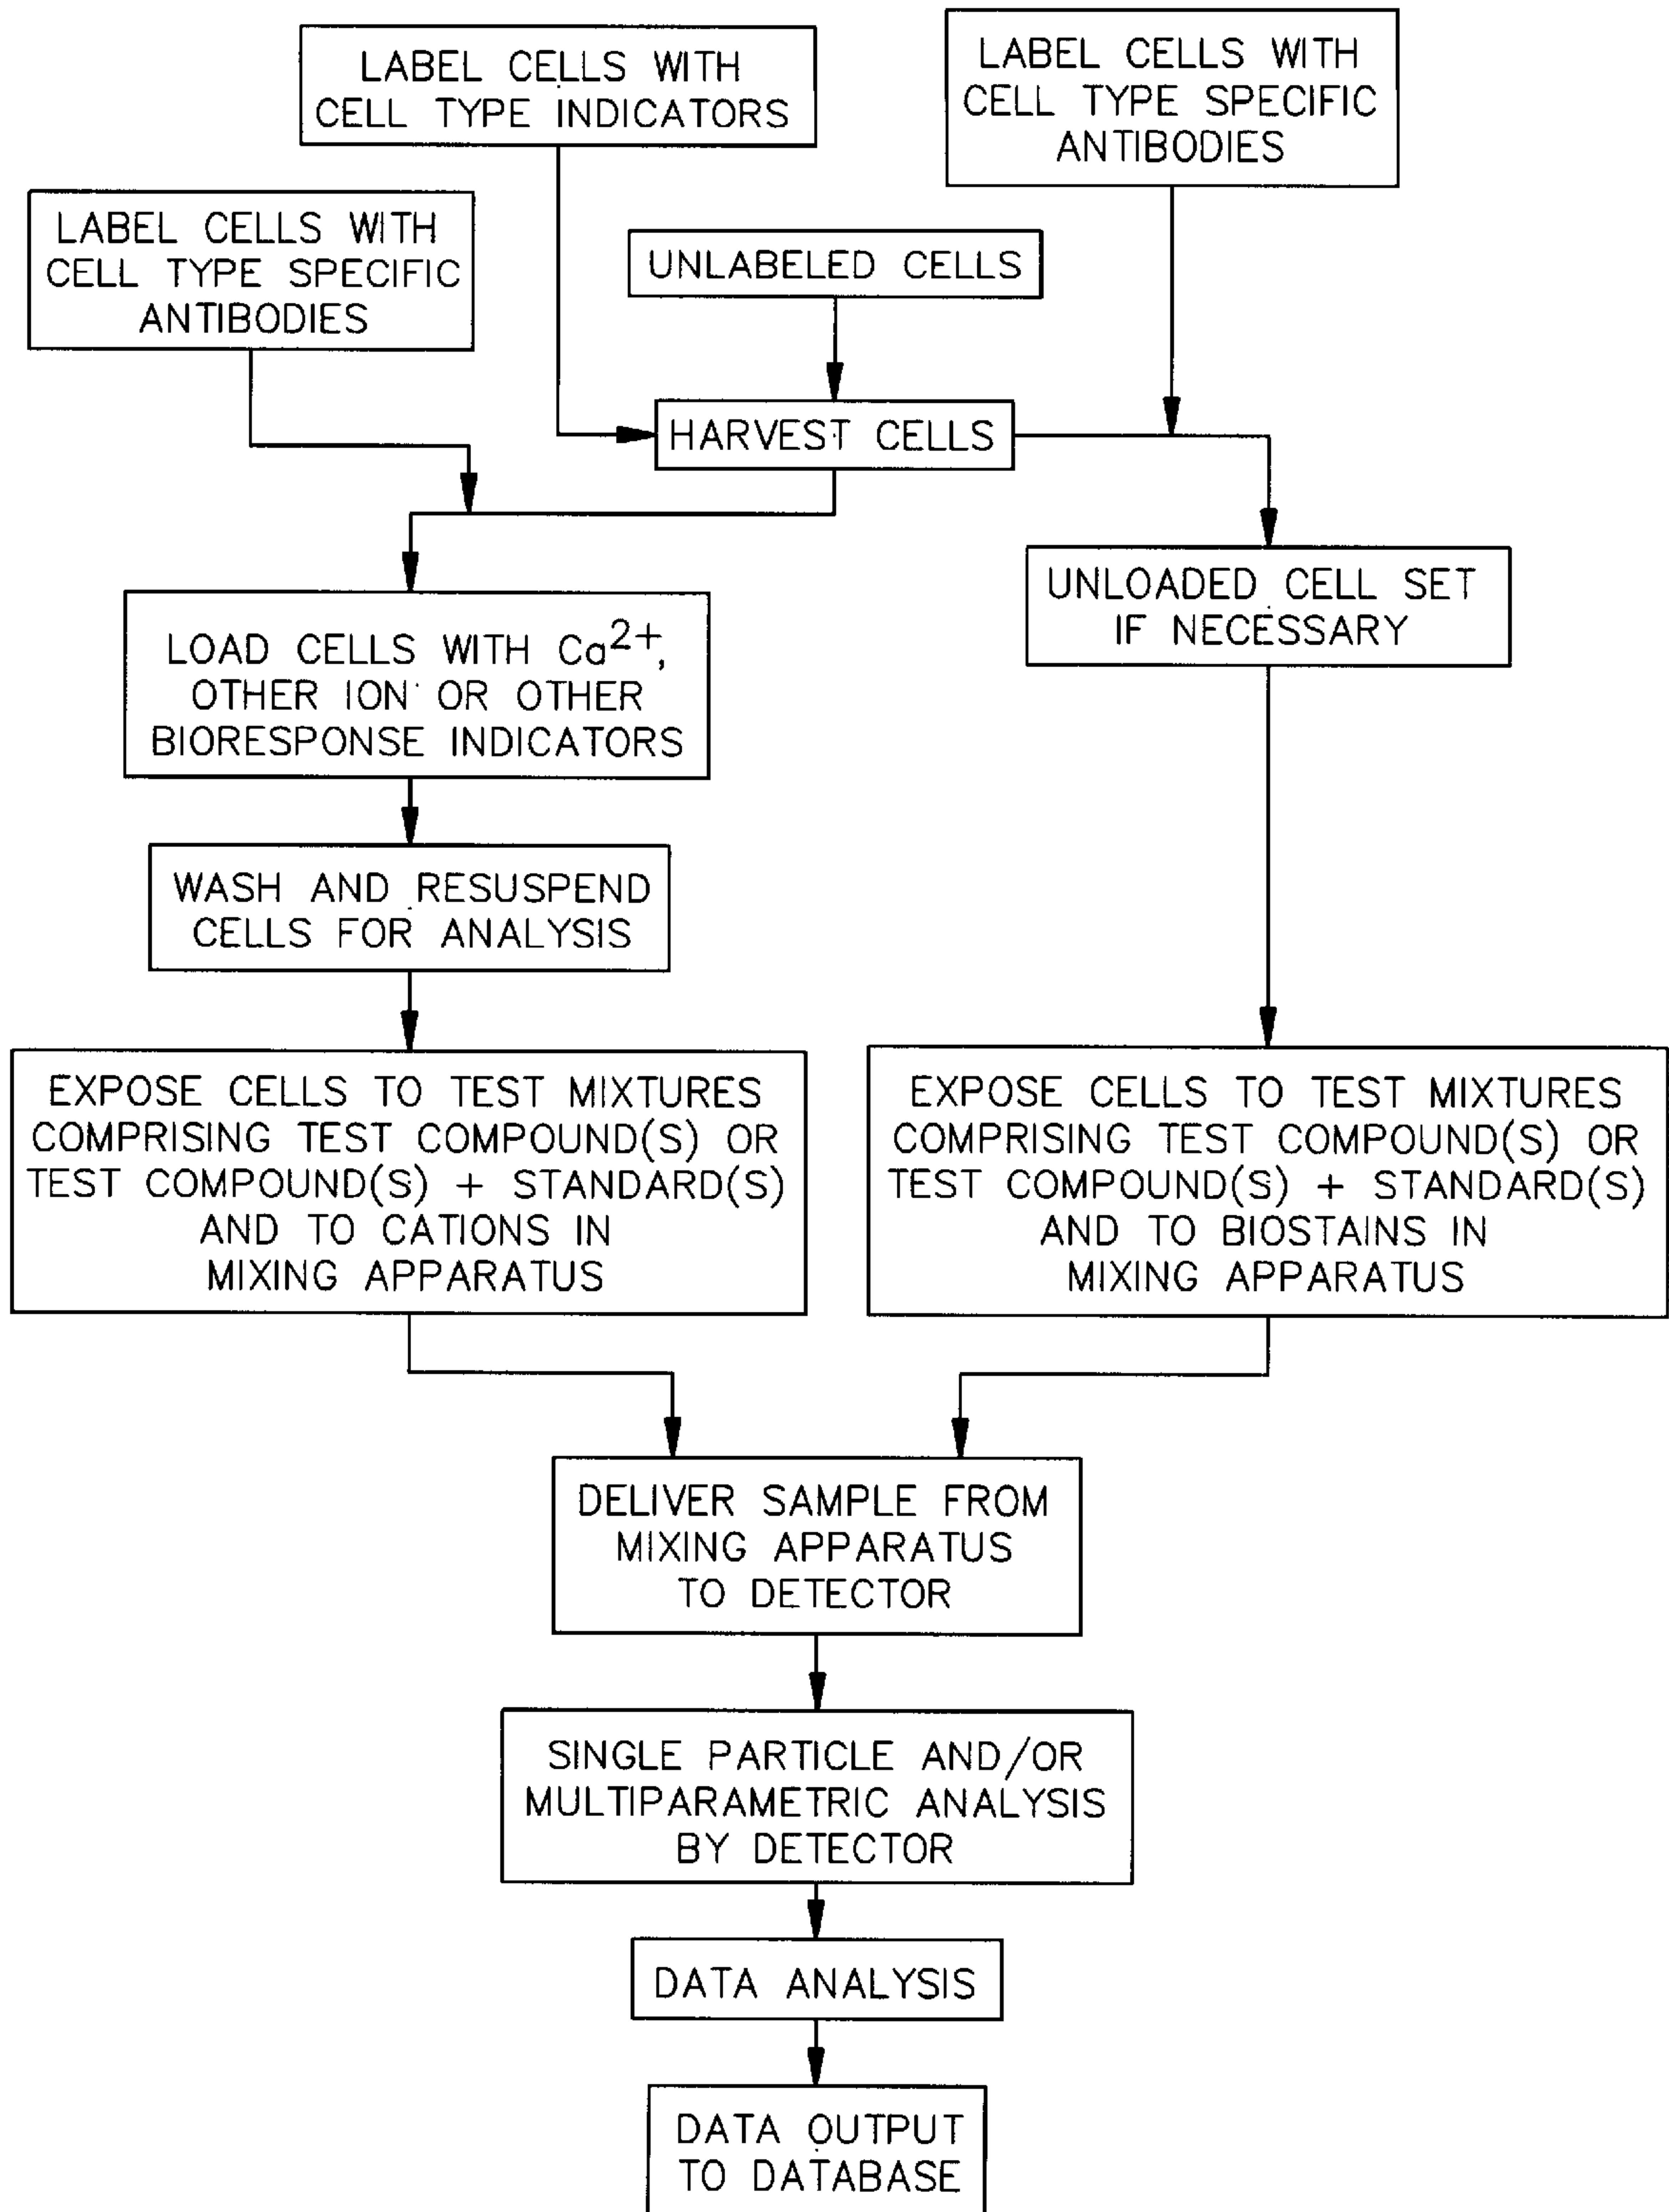 LABEL CELLS WITH
CELL TYPE INDICATORS
LABEL CELLS WITH
CELL TYPE SPECIFIC
ANTIBODIES
LABEL CELLS WITH
CELL TYPE SPECIFIC
ANTIBODIES
UNLABELED CELLS
HARVEST CELLS
UNLOADED CELL SET
IF NECESSARY
LOAD CELLS WITH Ca²⁺,
OTHER ION OR OTHER
BIORESPONSE INDICATORS
WASH AND RESUSPEND
CELLS FOR ANALYSIS
EXPOSE CELLS TO TEST MIXTURES
COMPRISING TEST COMPOUND(S) OR
TEST COMPOUND(S) + STANDARD(S)
AND TO CATIONS IN
MIXING APPARATUS
EXPOSE CELLS TO TEST MIXTURES
COMPRISING TEST COMPOUND(S) OR
TEST COMPOUND(S) + STANDARD(S)
AND TO BIOSTAINS IN
MIXING APPARATUS
DELIVER SAMPLE FROM
MIXING APPARATUS
TO DETECTOR
SINGLE PARTICLE AND/OR
MULTIPARAMETRIC ANALYSIS
BY DETECTOR
DATA ANALYSIS
DATA OUTPUT
TO DATABASE